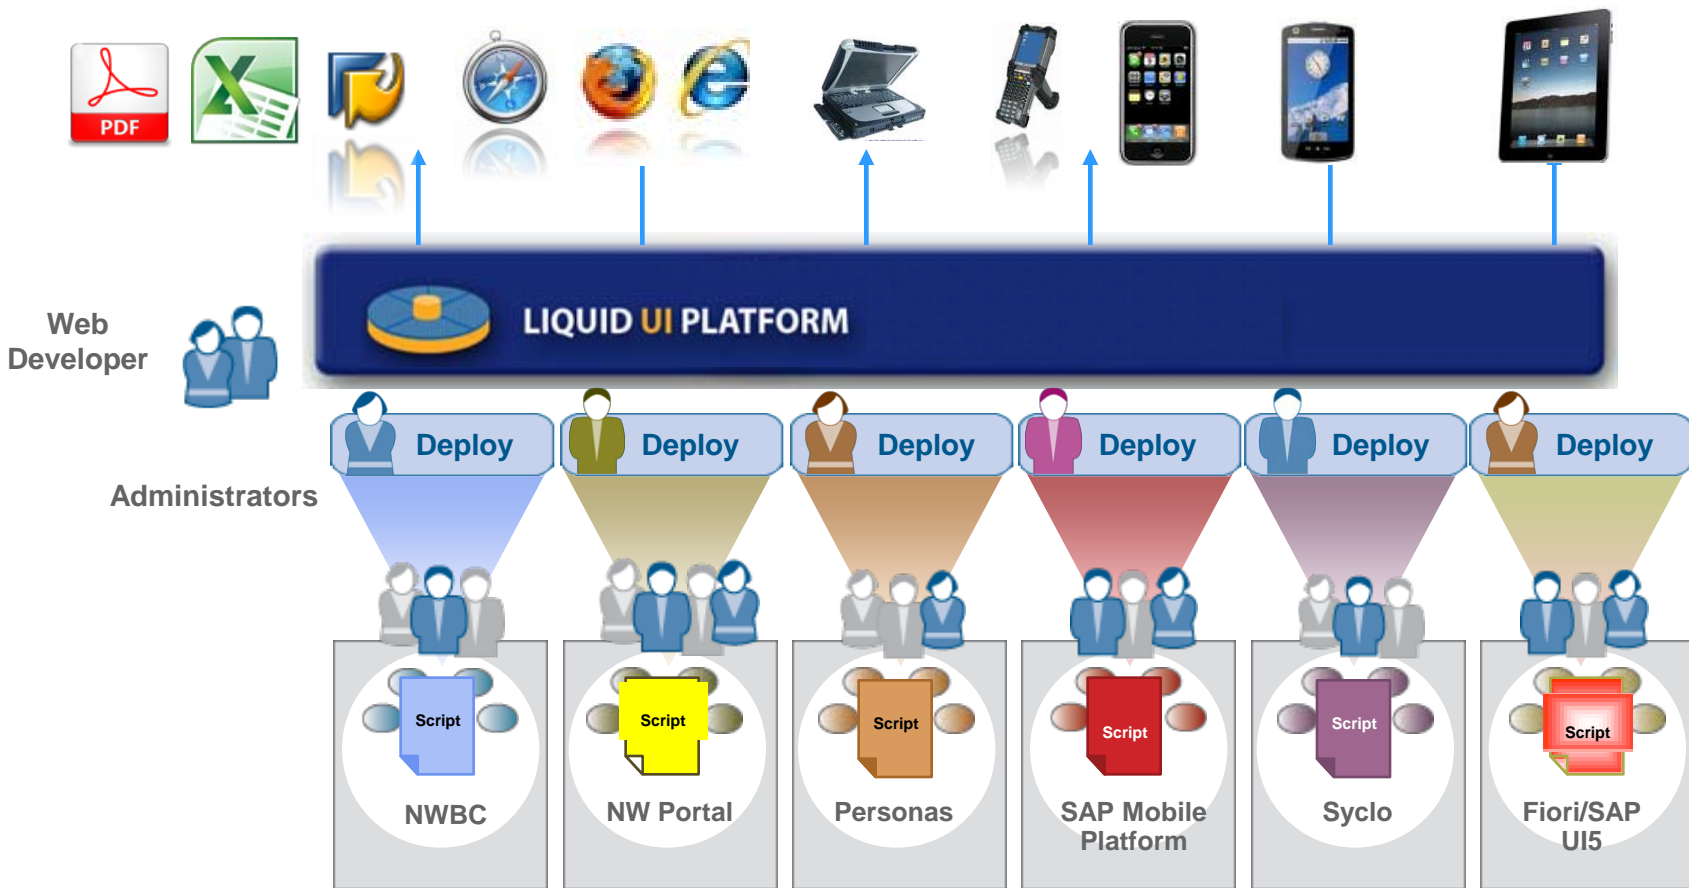 PDF
LIQUID UI PLATFORM
Web
Developer
Deploy
Deploy
Deploy
Deploy
Deploy
Deploy
Administrators
Script
Script
Script
Script
Script
Script
NWBC
NW Portal
Personas
SAP Mobile
Platform
Syclo
Fiori/SAP
UI5